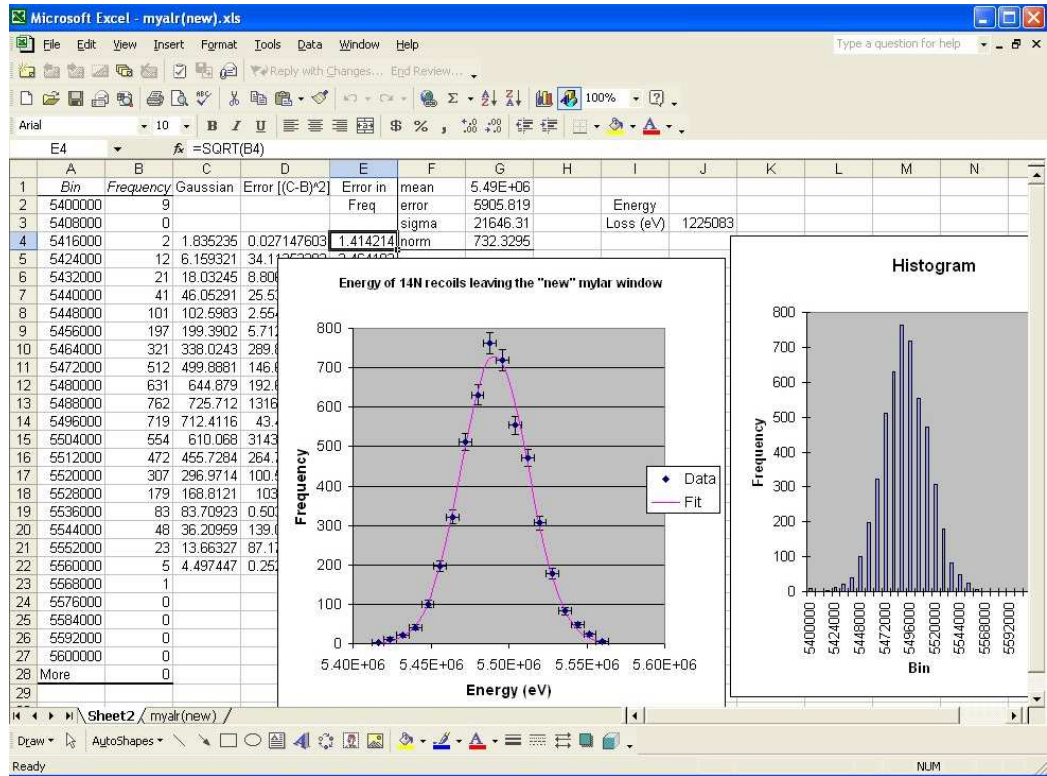 Microsoft Excel - myalr(new).xls
File Edit View Insert Format Tools Data Window Help Type a question for help
Reply with Changes... End Review...
100%
Arial 10 B I U $ % ,
E4 fx =SQRT(B4)
A B C D E F G H I J K L M N
1 Bin Frequency Gaussian Error [(C-B)^2] Error in mean 5.49E+06
2 5400000 9 Freq error 5905.819 Energy
3 5408000 0 sigma 21646.31 Loss (eV) 1225083
4 5416000 2 1.835235 0.027147603 1.414214 norm 732.3295
5 5424000 12 6.159321
6 5432000 21 18.03245
7 5440000 41 46.05291
8 5448000 101 102.5983
9 5456000 197 199.3902
10 5464000 321 338.0243
11 5472000 512 499.8881
12 5480000 631 644.879
13 5488000 762 725.712 1316
14 5496000 719 712.4116
15 5504000 554 610.068 3143
16 5512000 472 455.7284
17 5520000 307 296.9714
18 5528000 179 168.8121 103
19 5536000 83 83.70923
20 5544000 48 36.20959
21 5552000 23 13.66327
22 5560000 5 4.497447
23 5568000 1
24 5576000 0
25 5584000 0
26 5592000 0
27 5600000 0
28 More 0
29
Energy of 14N recoils leaving the "new" mylar window
800
700
600
500
400
300
200
100
0
Frequency
5.40E+06 5.45E+06 5.50E+06 5.55E+06 5.60E+06
Energy (eV)
Data
Fit
Histogram
800
600
500
400
300
200
100
0
Frequency
5400000 5424000 5448000 5472000 5496000 5520000 5544000 5568000 5592000
Bin
Sheet2 myalr(new)
Draw AutoShapes
Ready NUM